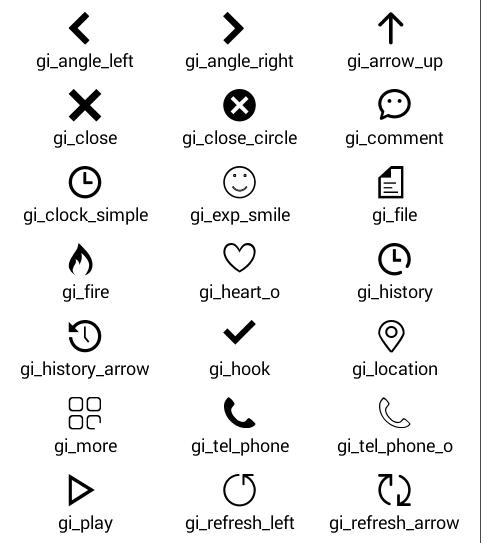 gi_angle_left gi_angle_right gi_arrow_up
gi_close gi_close_circle gi_comment
gi_clock_simple gi_exp_smile gi_file
gi_fire gi_heart_o gi_history
gi_history_arrow gi_hook gi_location
gi_more gi_tel_phone gi_tel_phone_o
gi_play gi_refresh_left gi_refresh_arrow